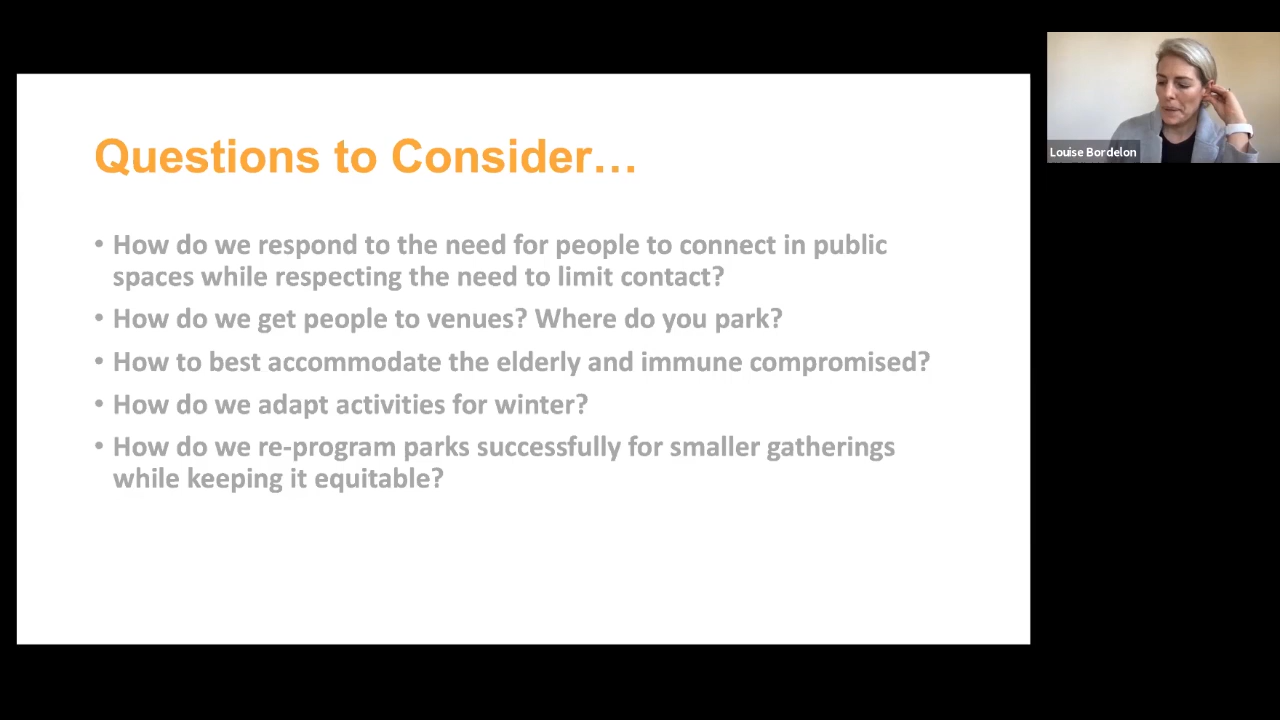 Questions to Consider…
• How do we respond to the need for people to connect in public
spaces while respecting the need to limit contact?
• How do we get people to venues? Where do you park?
• How to best accommodate the elderly and immune compromised?
• How do we adapt activities for winter?
• How do we re-program parks successfully for smaller gatherings
while keeping it equitable?
Louise Bordelon